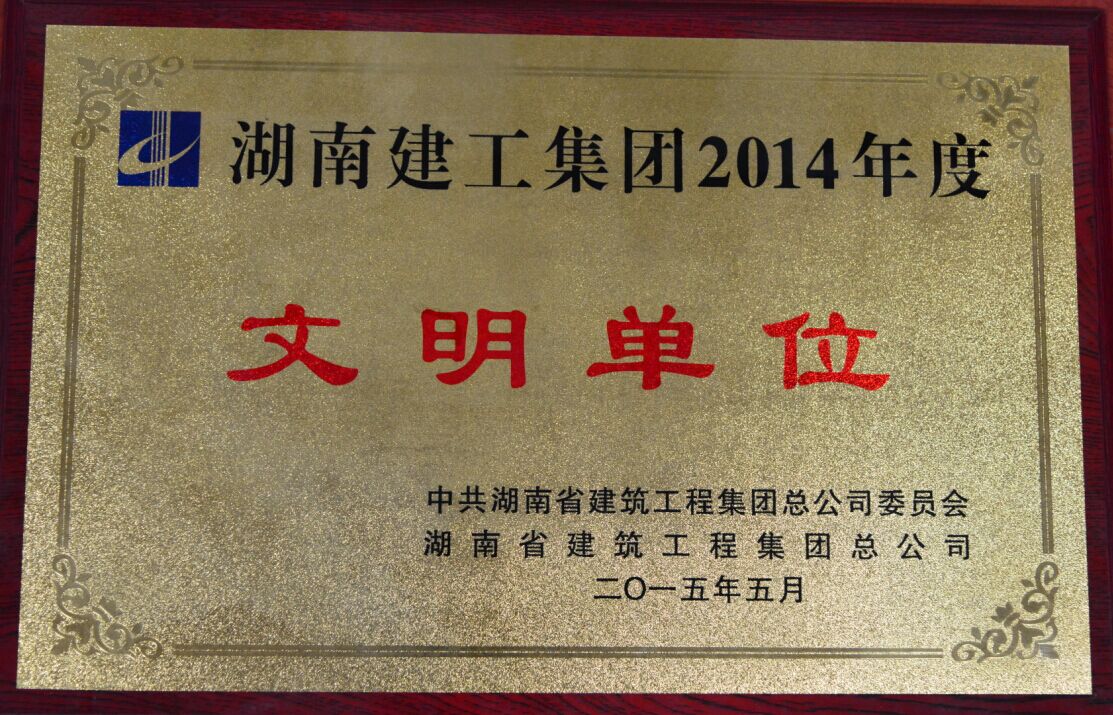 湖南建工集团2014年度
文明单位
中共湖南省建筑工程集团总公司委员会
湖南省建筑工程集团总公司
二〇一五年五月